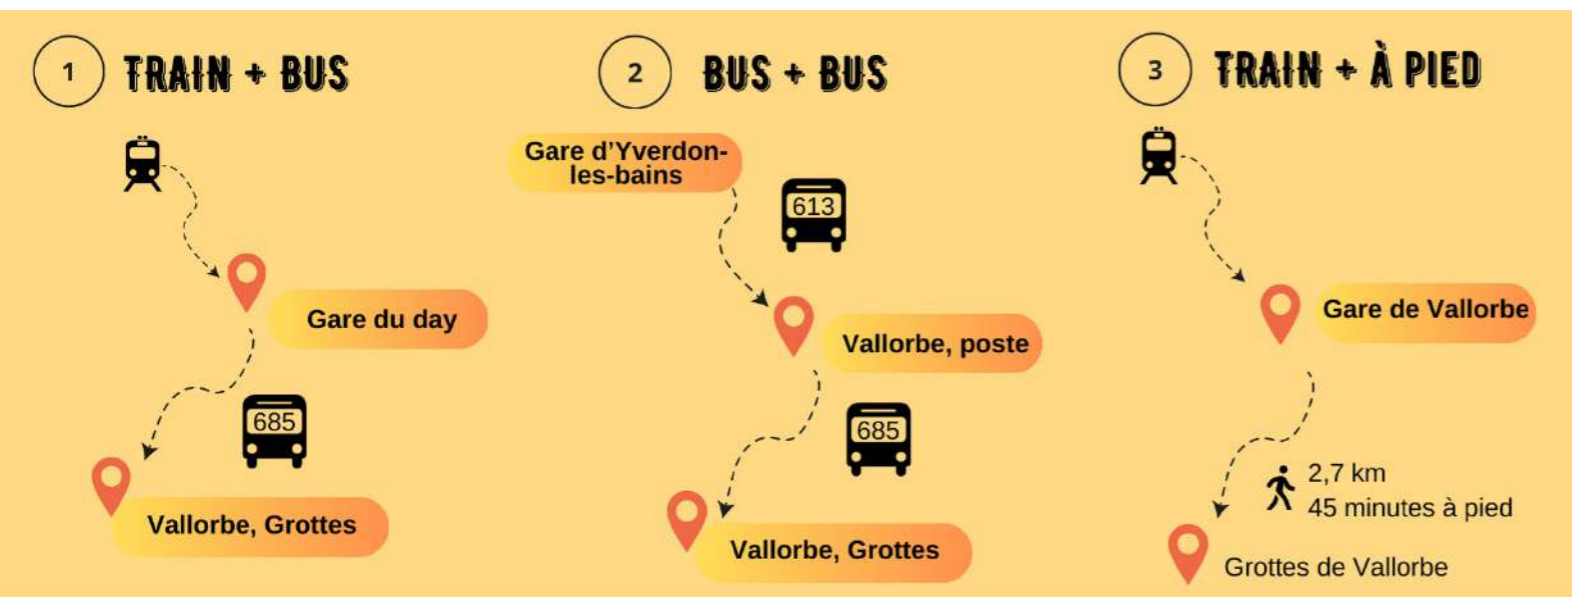 1 TRAIN + BUS
Gare du day
685
Vallorbe, Grottes
2 BUS + BUS
Gare d'Yverdon-
les-bains
613
Vallorbe, poste
685
Vallorbe, Grottes
3 TRAIN + À PIED
Gare de Vallorbe
2,7 km
45 minutes à pied
Grottes de Vallorbe